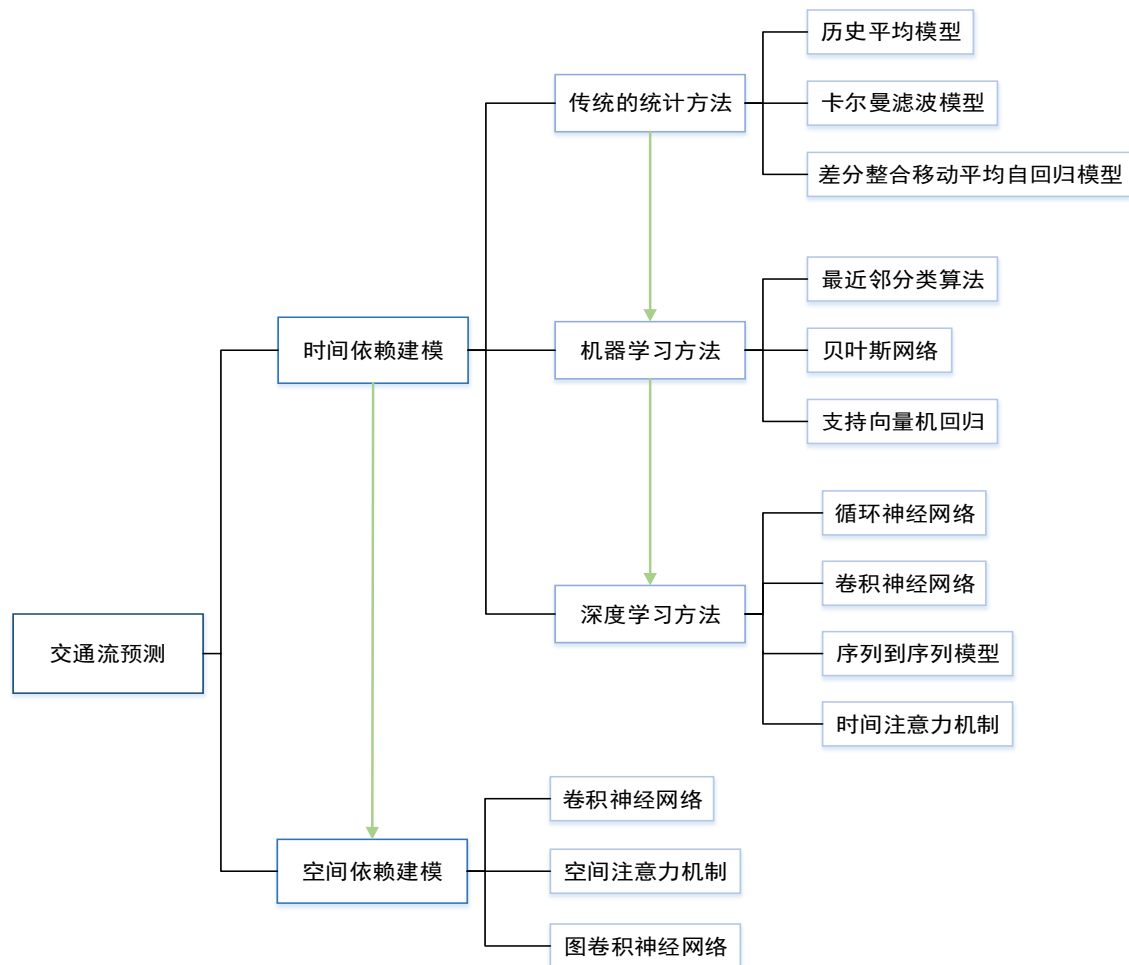 交通流预测
时间依赖建模
传统的统计方法
历史平均模型
卡尔曼滤波模型
差分整合移动平均自回归模型
机器学习方法
最近邻分类算法
贝叶斯网络
支持向量机回归
深度学习方法
循环神经网络
卷积神经网络
序列到序列模型
时间注意力机制
空间依赖建模
卷积神经网络
空间注意力机制
图卷积神经网络